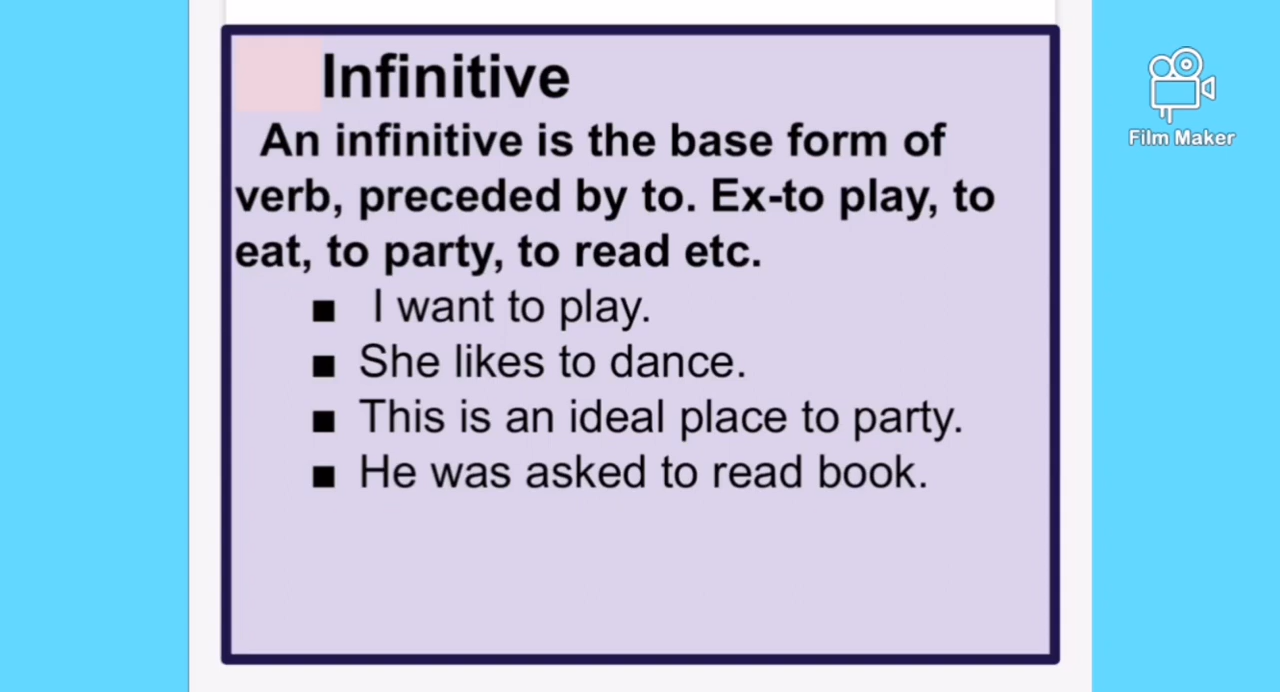 Infinitive
An infinitive is the base form of
verb, preceded by to. Ex-to play, to
eat, to party, to read etc.
■ I want to play.
■ She likes to dance.
■ This is an ideal place to party.
■ He was asked to read book.
Film Maker